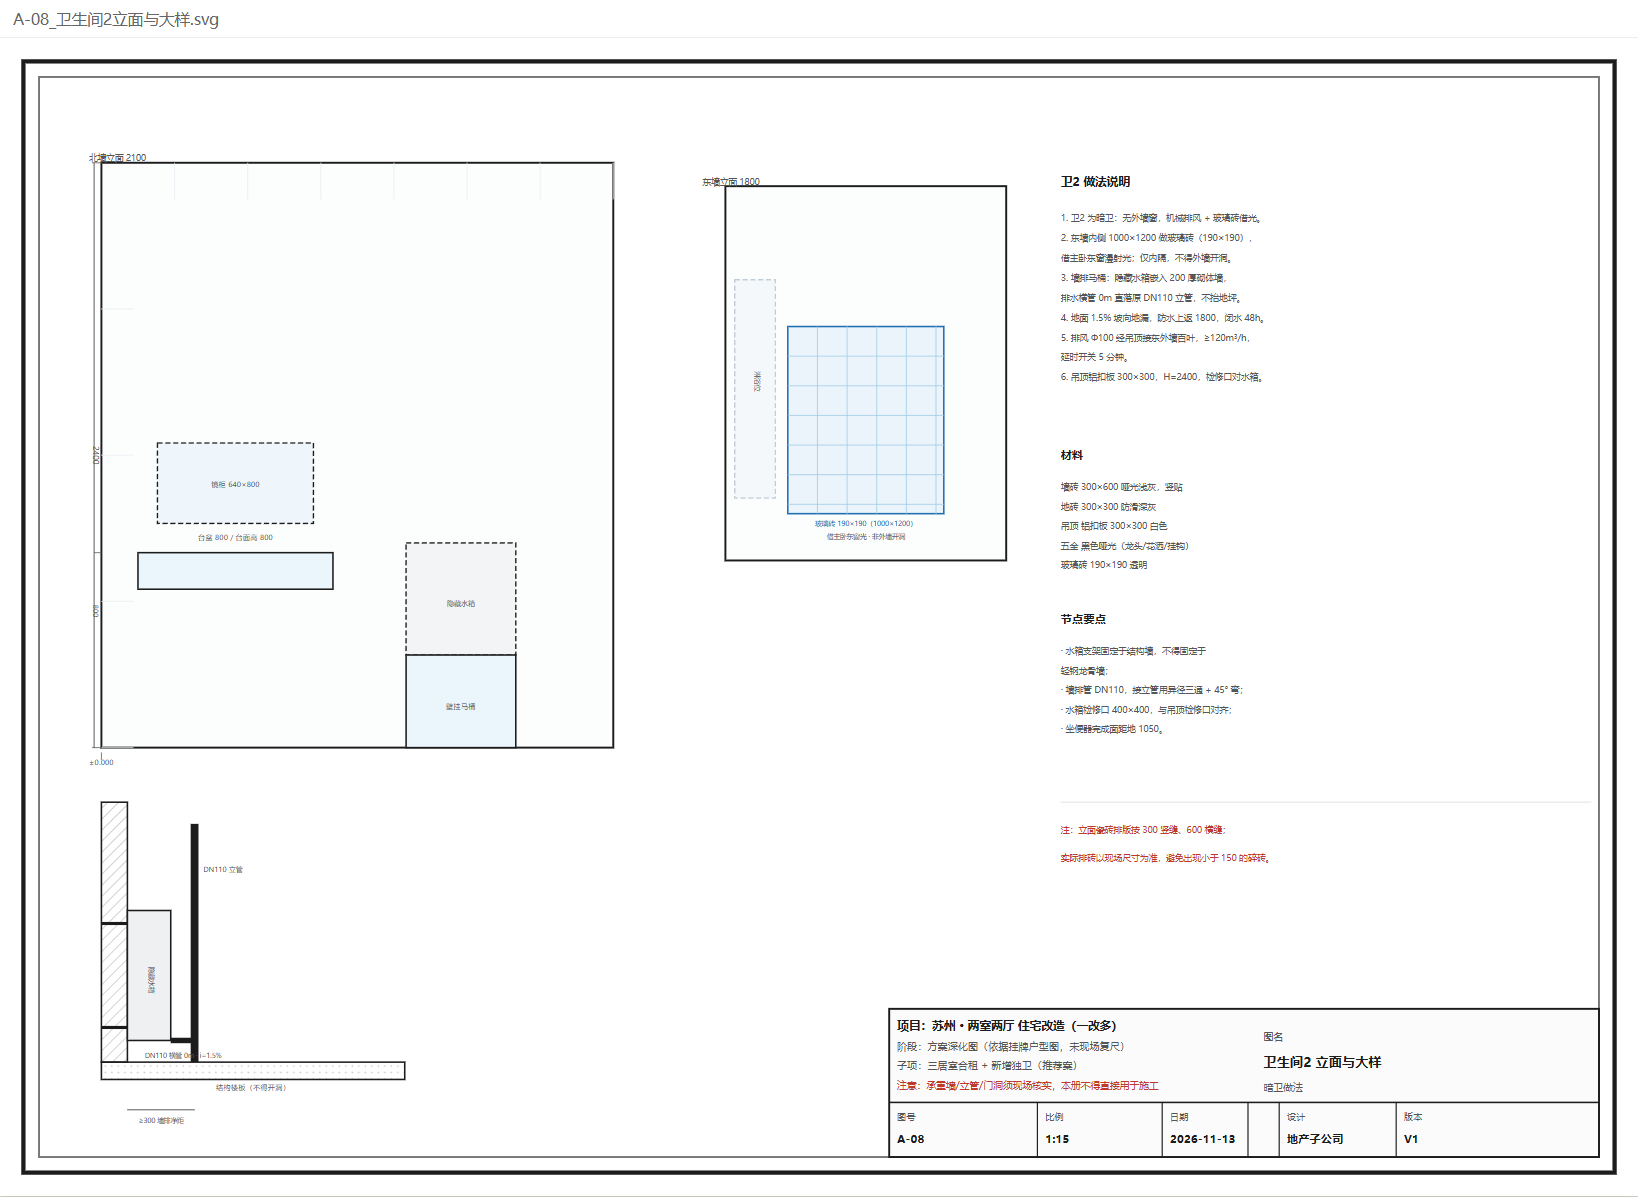 A-08_卫生间2立面与大样.svg
北墙立面 2100
2400
镜柜 640×800
台盆 800 / 台面高 800
800
隐藏水箱
壁挂马桶
±0.000
东墙立面 1800
淋浴位
玻璃砖 190×190（1000×1200）
借主卧东窗光 · 非外墙开洞
DN110 立管
隐藏水箱
DN110 横管 0m i=1.5%
结构楼板（不得开洞）
≥300 墙排净距
卫2 做法说明
1. 卫2 为暗卫：无外墙窗，机械排风 + 玻璃砖借光。
2. 东墙内侧 1000×1200 做玻璃砖（190×190），
借主卧东窗漫射光；仅内隔，不得外墙开洞。
3. 墙排马桶：隐藏水箱嵌入 200 厚砌体墙，
排水横管 0m 直落原 DN110 立管，不抬地坪。
4. 地面 1.5% 坡向地漏，防水上返 1800，闭水 48h。
5. 排风 Φ100 经吊顶接东外墙百叶，≥120m³/h，
延时开关 5 分钟。
6. 吊顶铝扣板 300×300，H=2400，检修口对水箱。
材料
墙砖 300×600 哑光浅灰，竖贴
地砖 300×300 防滑深灰
吊顶 铝扣板 300×300 白色
五金 黑色哑光（龙头/花洒/挂钩）
玻璃砖 190×190 透明
节点要点
· 水箱支架固定于结构墙，不得固定于
轻钢龙骨墙；
· 墙排管 DN110，接立管用异径三通 + 45° 弯；
· 水箱检修口 400×400，与吊顶检修口对齐；
· 坐便器完成面距地 1050。
注：立面瓷砖排版按 300 竖缝、600 横缝；
实际排砖以现场尺寸为准，避免出现小于 150 的碎砖。
项目：苏州·两室两厅 住宅改造（一改多）
阶段：方案深化图（依据挂牌户型图，未现场复尺）
子项：三居室合租 + 新增独卫（推荐案）
注意：承重墙/立管/门洞须现场核实，本册不得直接用于施工
图名
卫生间2 立面与大样
暗卫做法
图号
A-08
比例
1:15
日期
2026-11-13
设计
地产子公司
版本
V1